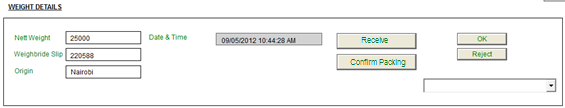 WEIGHT DETAILS
Nett Weight 25000 Date & Time 09/05/2012 10:44:28 AM Receive OK
Weighbride Slip 220588 Confirm Packing Reject
Origin Nairobi